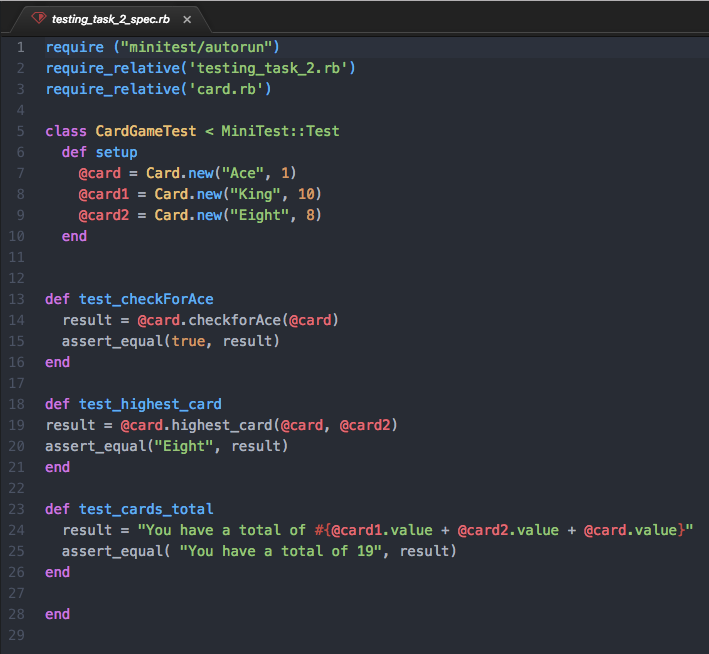 testing_task_2_spec.rb ×
1 require ("minitest/autorun")
2 require_relative('testing_task_2.rb')
3 require_relative('card.rb')
4
5 class CardGameTest < MiniTest::Test
6   def setup
7     @card = Card.new("Ace", 1)
8     @card1 = Card.new("King", 10)
9     @card2 = Card.new("Eight", 8)
10   end
11
12
13 def test_checkForAce
14   result = @card.checkforAce(@card)
15   assert_equal(true, result)
16 end
17
18 def test_highest_card
19 result = @card.highest_card(@card, @card2)
20 assert_equal("Eight", result)
21 end
22
23 def test_cards_total
24   result = "You have a total of #{@card1.value + @card2.value + @card.value}"
25   assert_equal( "You have a total of 19", result)
26 end
27
28 end
29